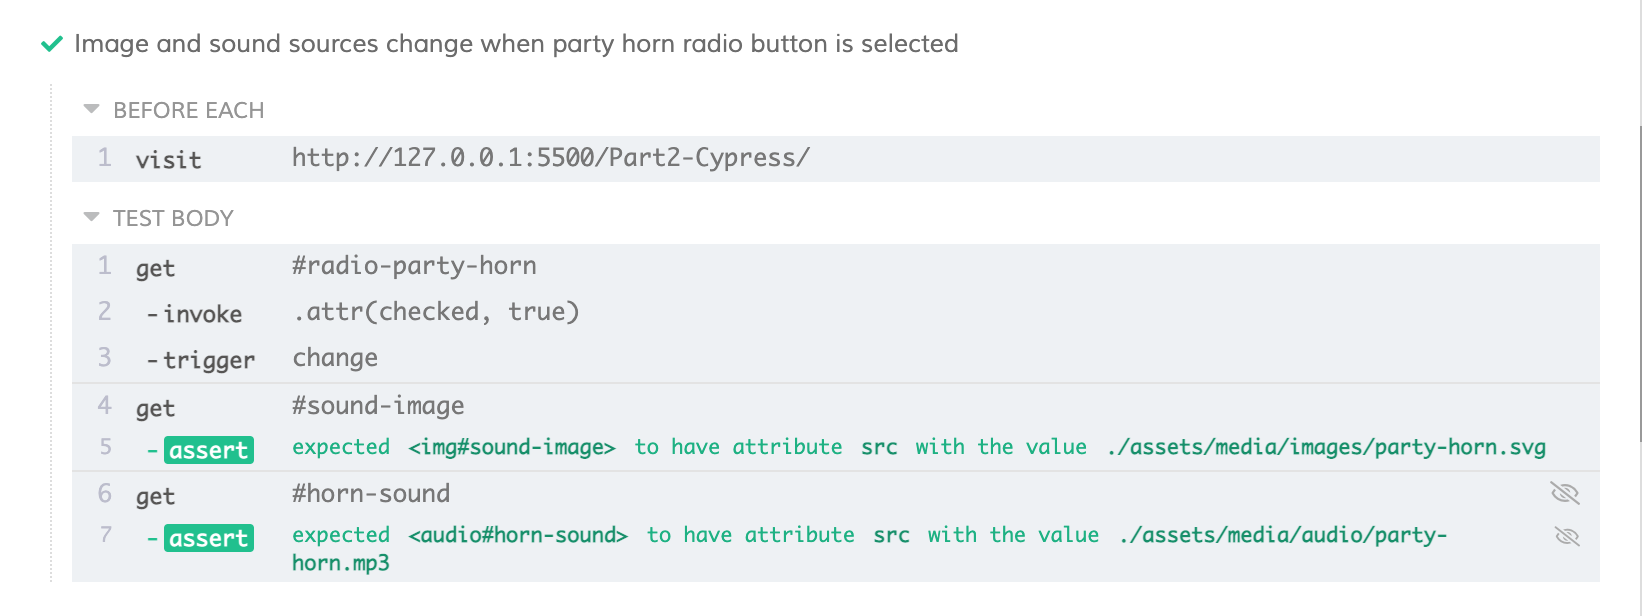 Image and sound sources change when party horn radio button is selected
BEFORE EACH
1 visit http://127.0.0.1:5500/Part2-Cypress/
TEST BODY
1 get #radio-party-horn
2 -invoke .attr(checked, true)
3 -trigger change
4 get #sound-image
5 -assert expected <img#sound-image> to have attribute src with the value ./assets/media/images/party-horn.svg
6 get #horn-sound
7 -assert expected <audio#horn-sound> to have attribute src with the value ./assets/media/audio/party-
horn.mp3